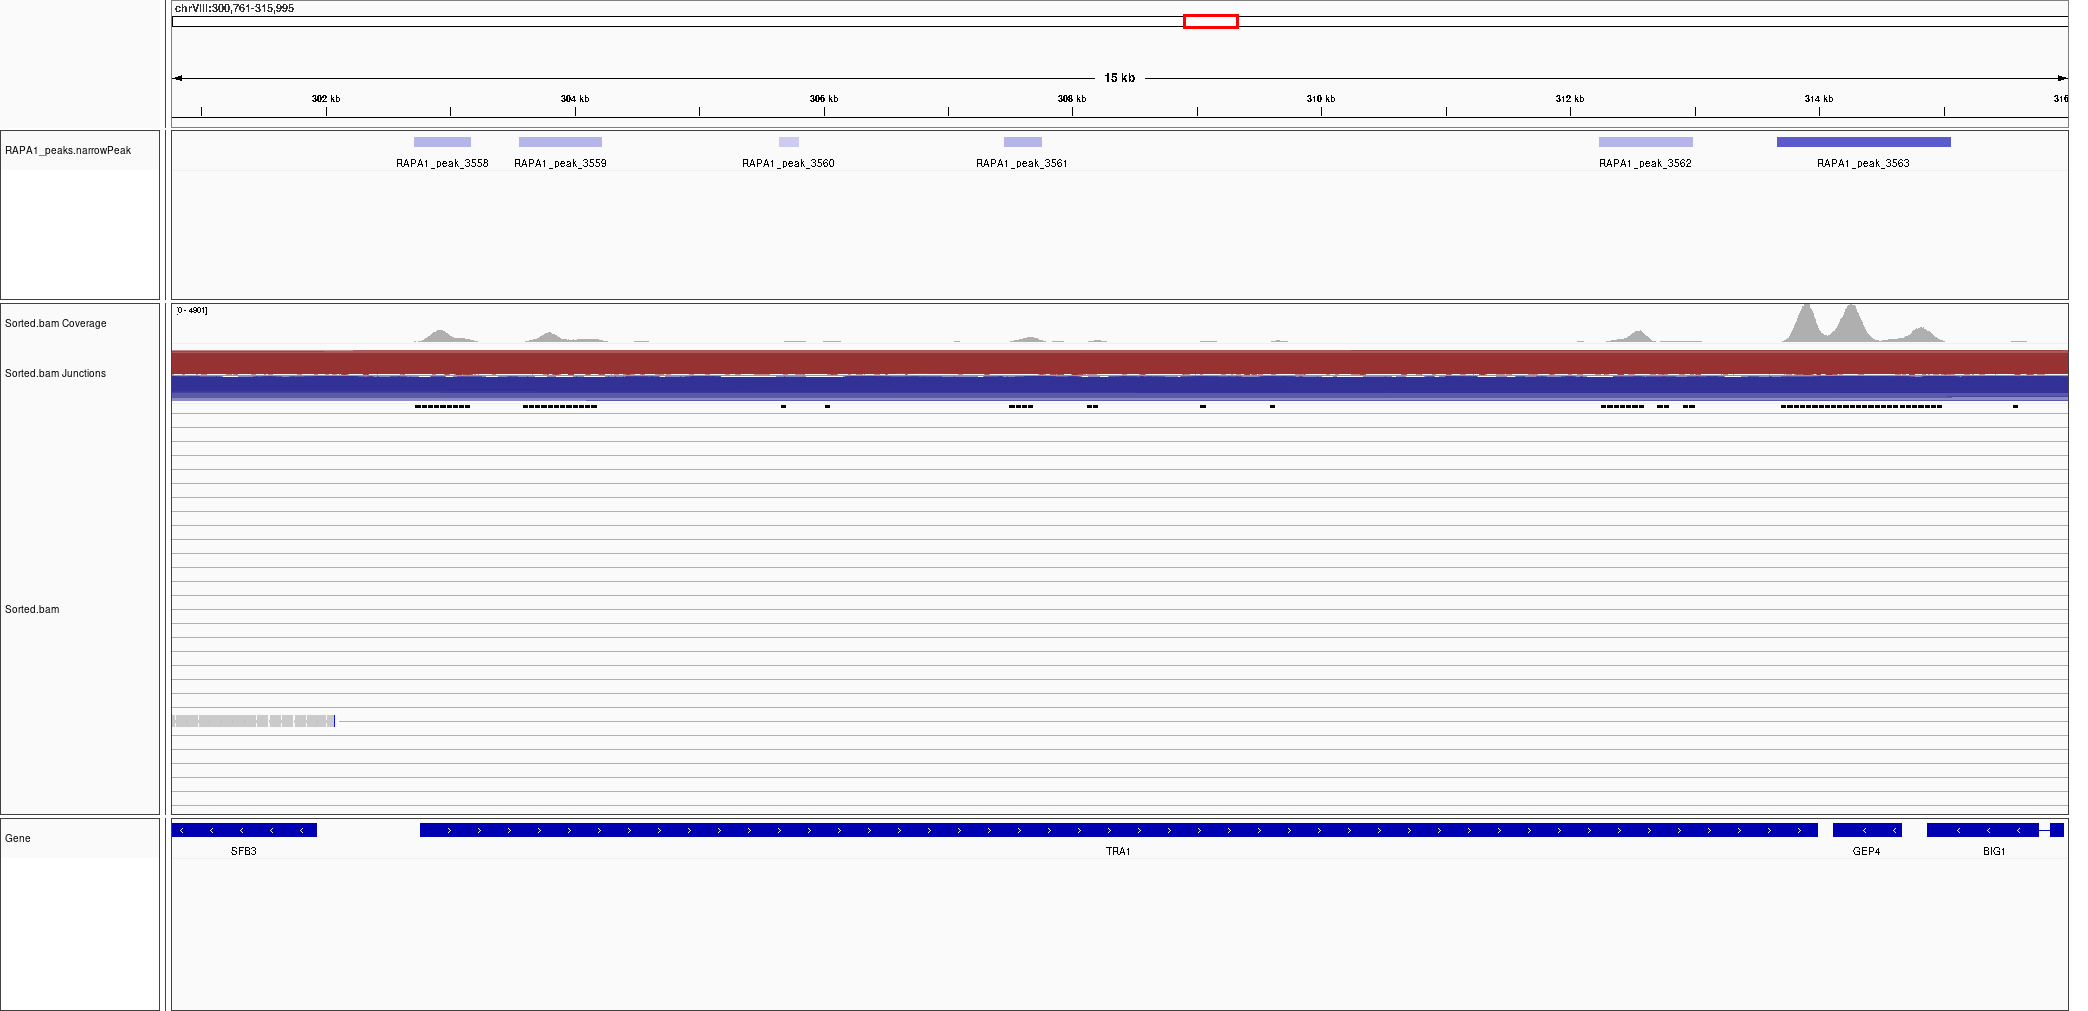 chrVIII:300,761-315,995
15 kb
302 kb 304 kb 306 kb 308 kb 310 kb 312 kb 314 kb 316
RAPA1_peaks.narrowPeak
RAPA1_peak_3558 RAPA1_peak_3559 RAPA1_peak_3560 RAPA1_peak_3561 RAPA1_peak_3562 RAPA1_peak_3563
[0 - 4901]
Sorted.bam Coverage
Sorted.bam Junctions
Sorted.bam
Gene
SFB3 TRA1 GEP4 BIG1